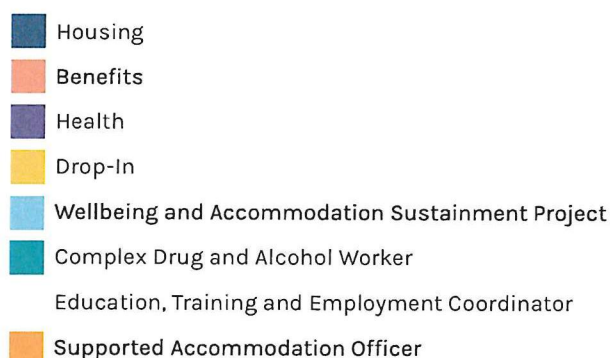 Housing
Benefits
Health
Drop-In
Wellbeing and Accommodation Sustainment Project
Complex Drug and Alcohol Worker
Education, Training and Employment Coordinator
Supported Accommodation Officer